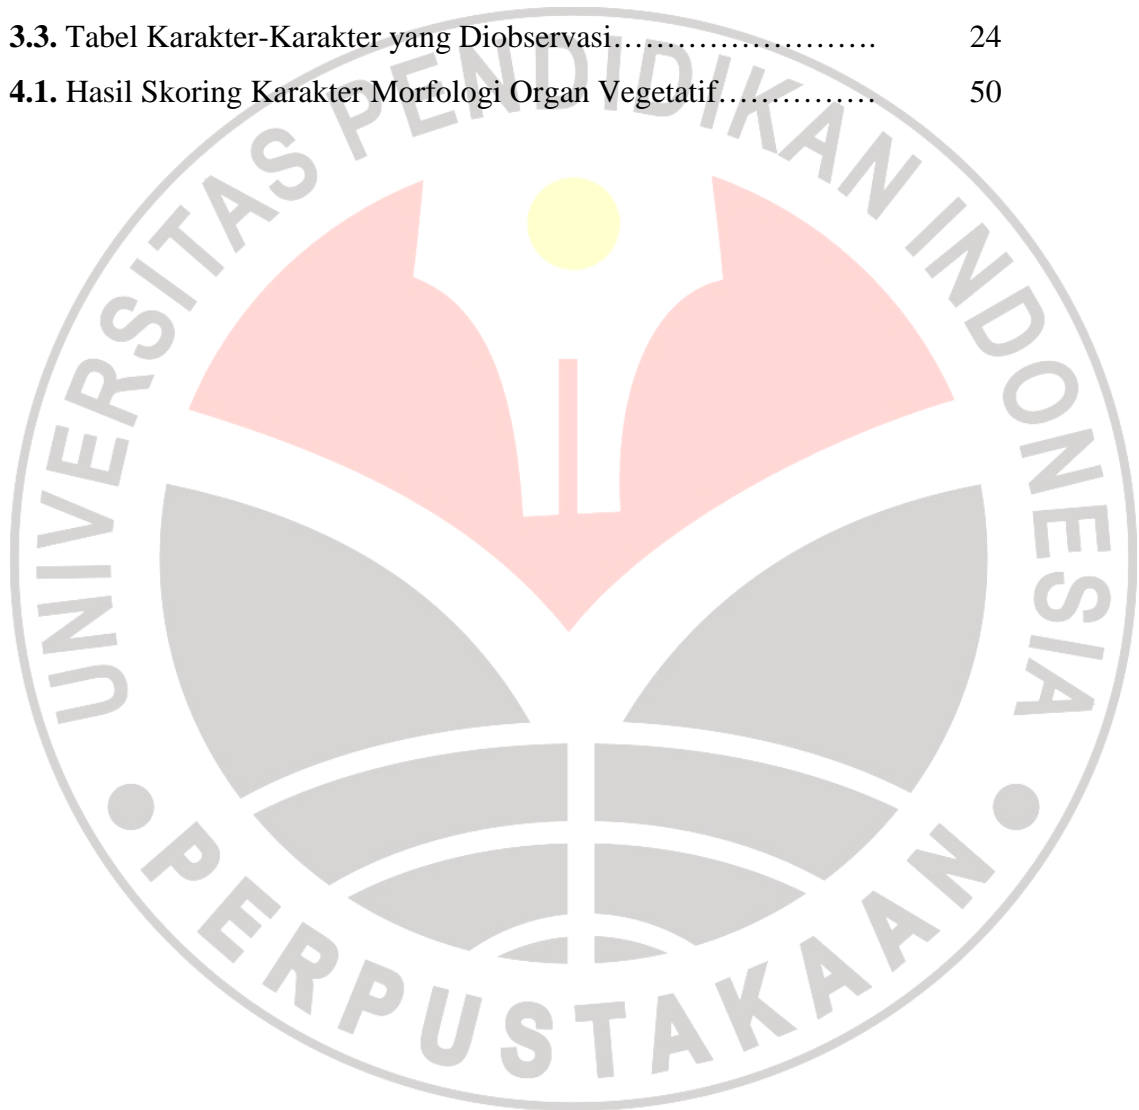 3.3. Tabel Karakter-Karakter yang Diobservasi……………………. 24
4.1. Hasil Skoring Karakter Morfologi Organ Vegetatif…………… 50
UNIVERSITAS PENDIDIKAN INDONESIA
PERPUSTAKAAN